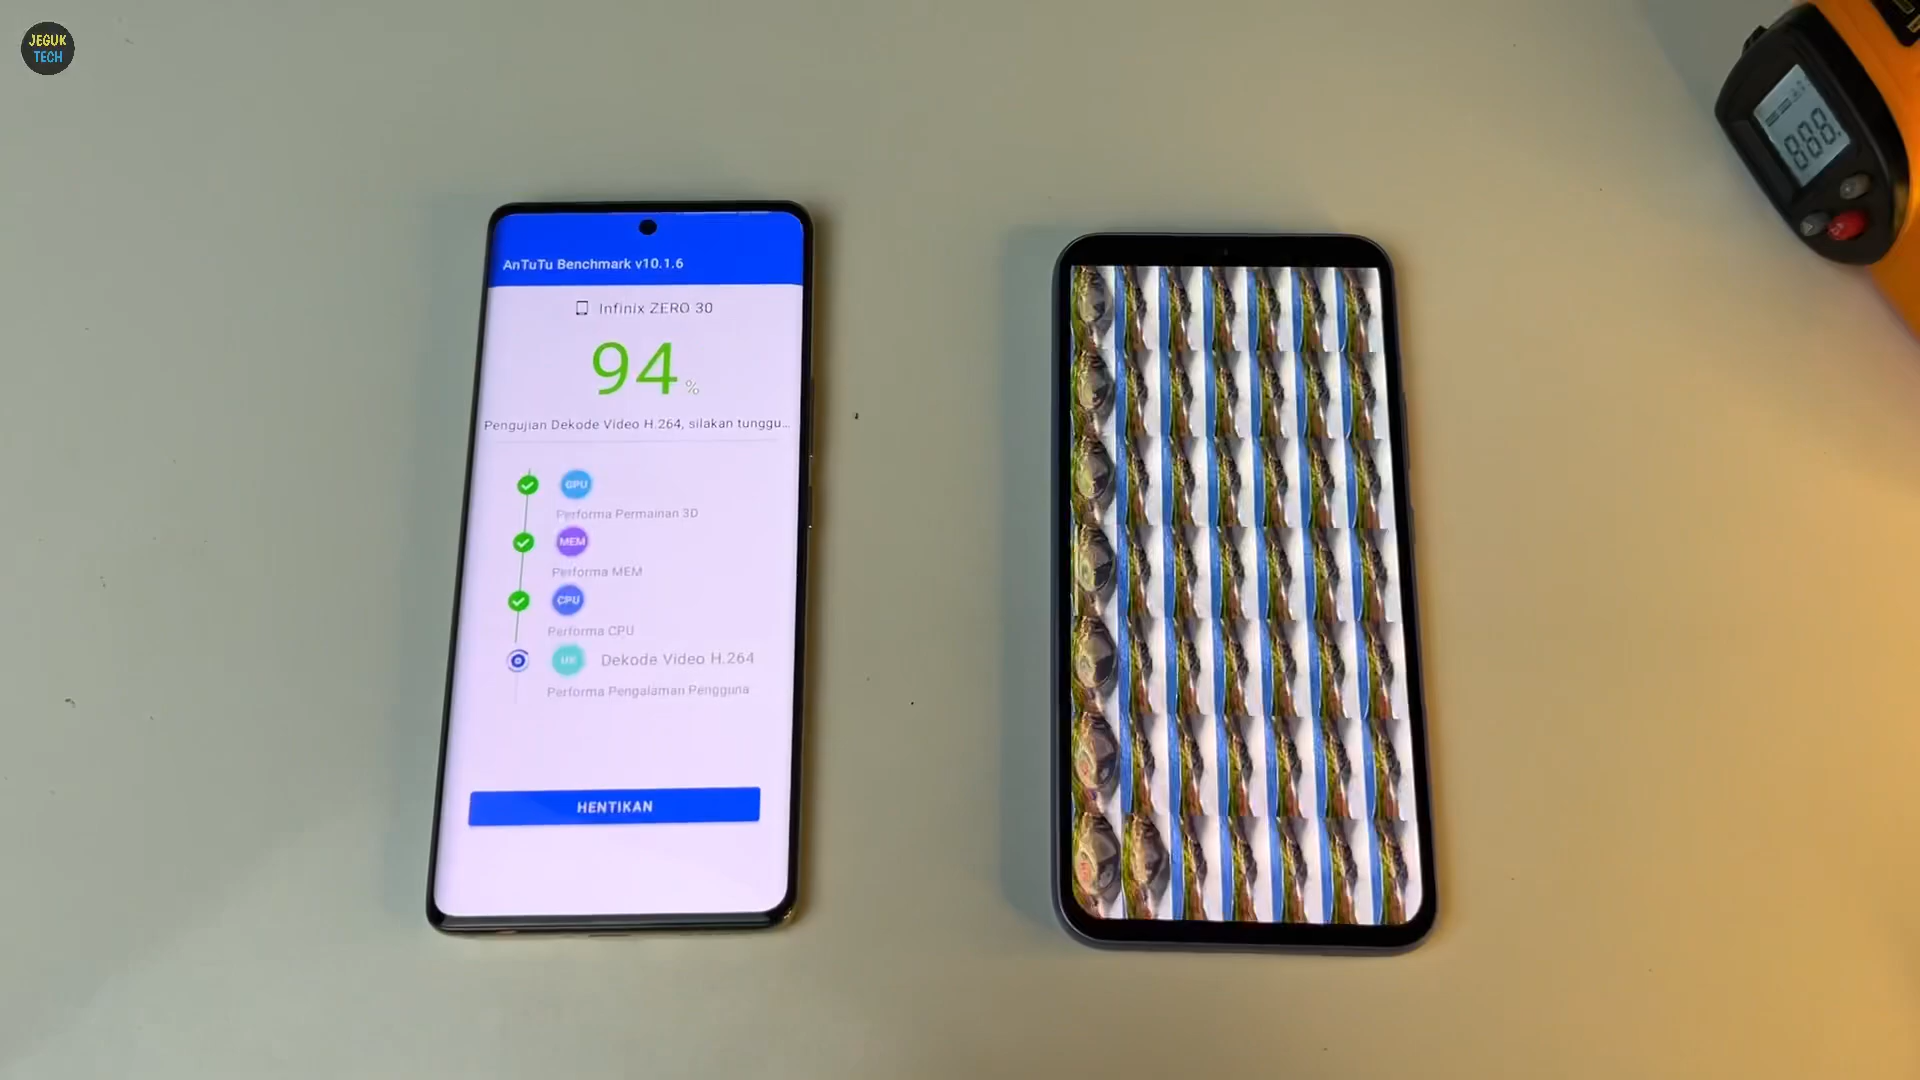 JEGUK
TECH
AnTuTu Benchmark v10.1.6
Infinix ZERO 30
94%
Pengujian Dekode Video H.264, silakan tunggu...
GPU
Performa Permainan 3D
MEM
Performa MEM
CPU
Performa CPU
UX Dekode Video H.264
Performa Pengalaman Pengguna
HENTIKAN
888